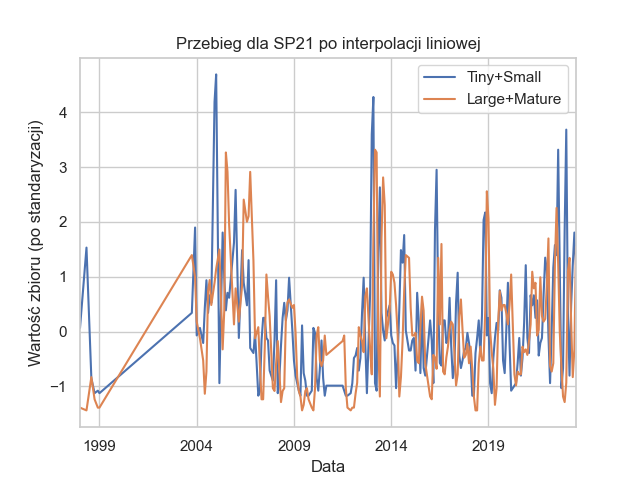 Przebieg dla SP21 po interpolacji liniowej
Tiny+Small
Large+Mature
Wartość zbioru (po standaryzacji)
4
3
2
1
0
−1
1999
2004
2009
2014
2019
Data